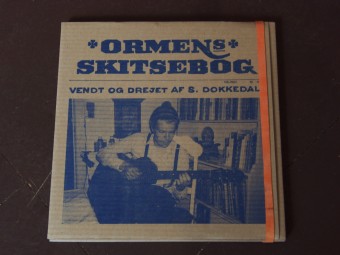 ORMENS
SKITSEBOG
VENDT OG DREJET AF S. DOKKEDAL